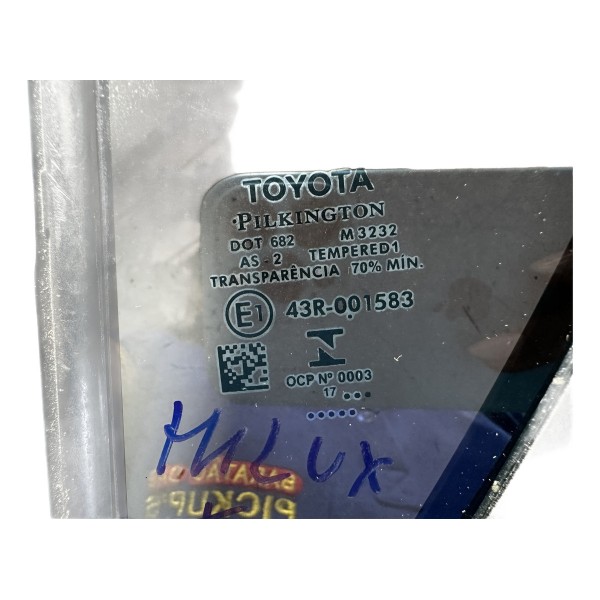 TOYOTA
PILKINGTON
DOT 682 M3232
AS-2 TEMPERED1
TRANSPARÊNCIA 70% MÍN.
E1 43R-001583
OCP Nº 0003
17
HILUX
PICKUP'S